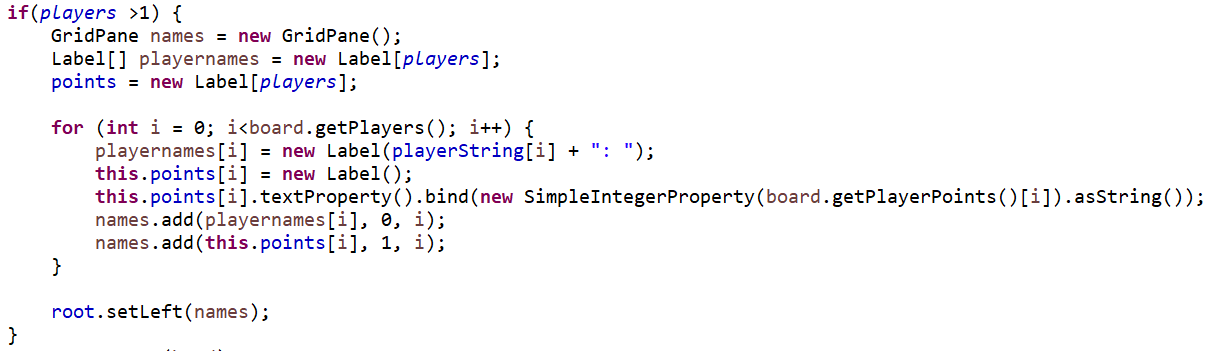 if(players >1) {
    GridPane names = new GridPane();
    Label[] playernames = new Label[players];
    points = new Label[players];
    for (int i = 0; i<board.getPlayers(); i++) {
        playernames[i] = new Label(playerString[i] + ": ");
        this.points[i] = new Label();
        this.points[i].textProperty().bind(new SimpleIntegerProperty(board.getPlayerPoints()[i]).asString());
        names.add(playernames[i], 0, i);
        names.add(this.points[i], 1, i);
    }
    root.setLeft(names);
}